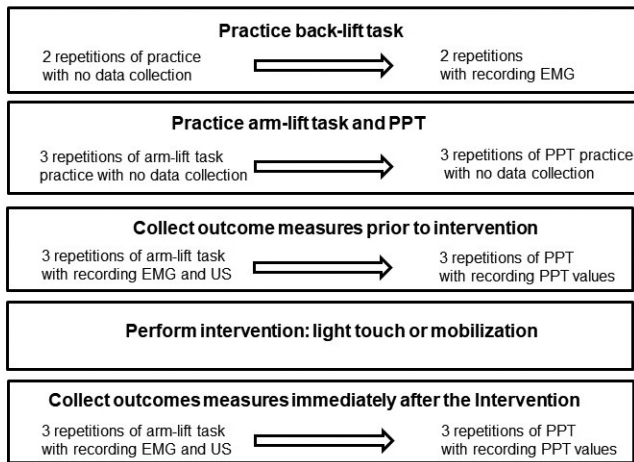 Practice back-lift task
2 repetitions of practice
with no data collection
2 repetitions
with recording EMG
Practice arm-lift task and PPT
3 repetitions of arm-lift task
practice with no data collection
3 repetitions of PPT practice
with no data collection
Collect outcome measures prior to intervention
3 repetitions of arm-lift task
with recording EMG and US
3 repetitions of PPT
with recording PPT values
Perform intervention: light touch or mobilization
Collect outcomes measures immediately after the Intervention
3 repetitions of arm-lift task
with recording EMG and US
3 repetitions of PPT
with recording PPT values